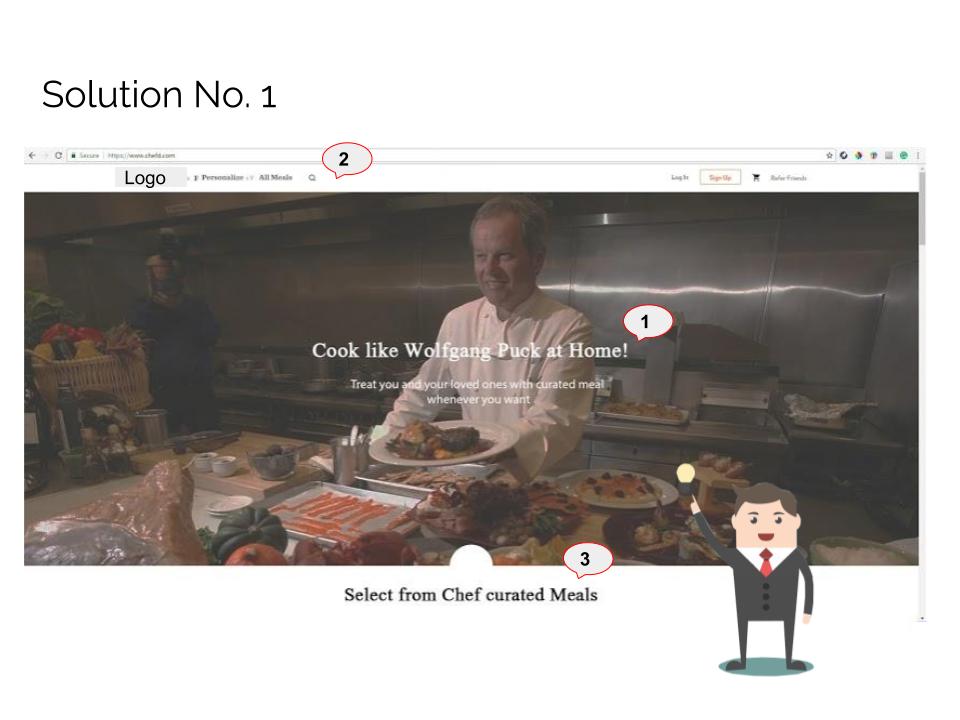 Solution No. 1
Secure https://www.chefd.com
2
Logo Personalize All Meals
Log In Sign Up Refer Friends
1
Cook like Wolfgang Puck at Home!
Treat you and your loved ones with curated meal
whenever you want
3
Select from Chef curated Meals